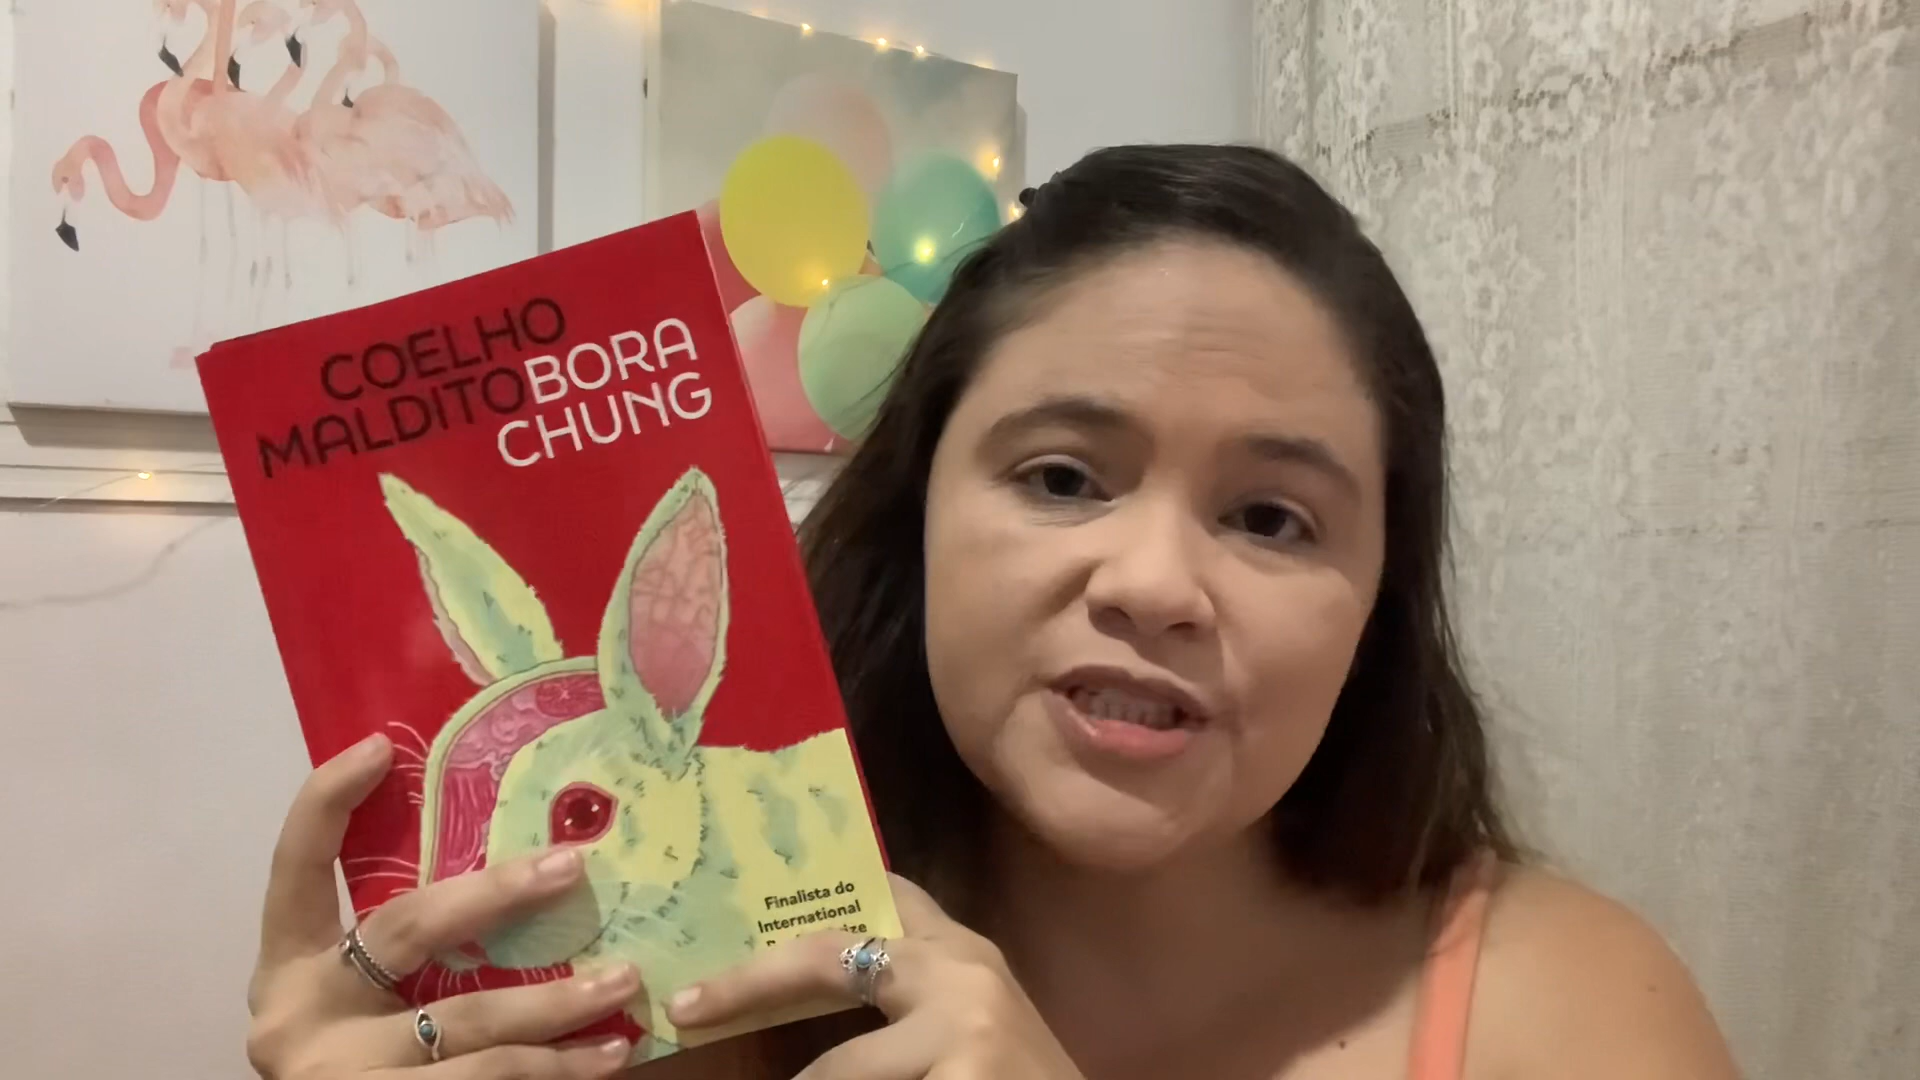 COELHO
MALDITO BORA
CHUNG
Finalista do
International